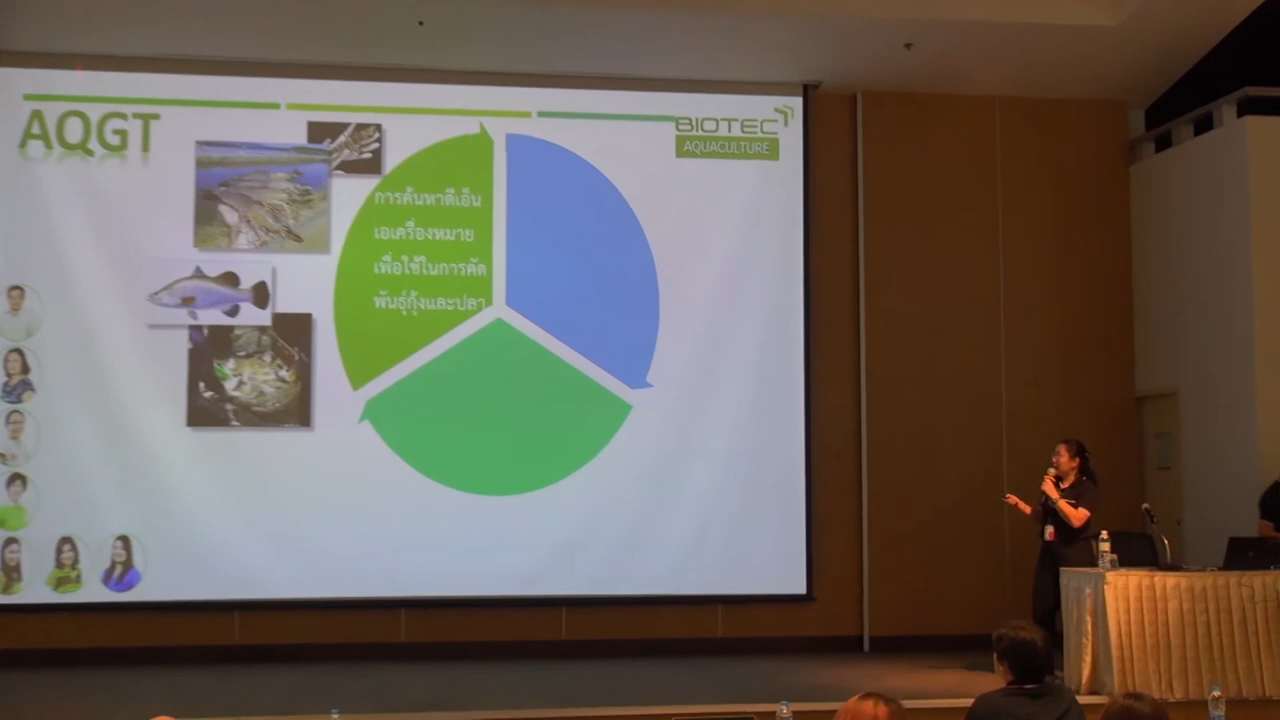 AQGT
BIOTEC
AQUACULTURE
การค้นหาดีเอ็น
เอเครื่องหมาย
เพื่อใช้ในการคัด
พันธุ์กุ้งและปลา